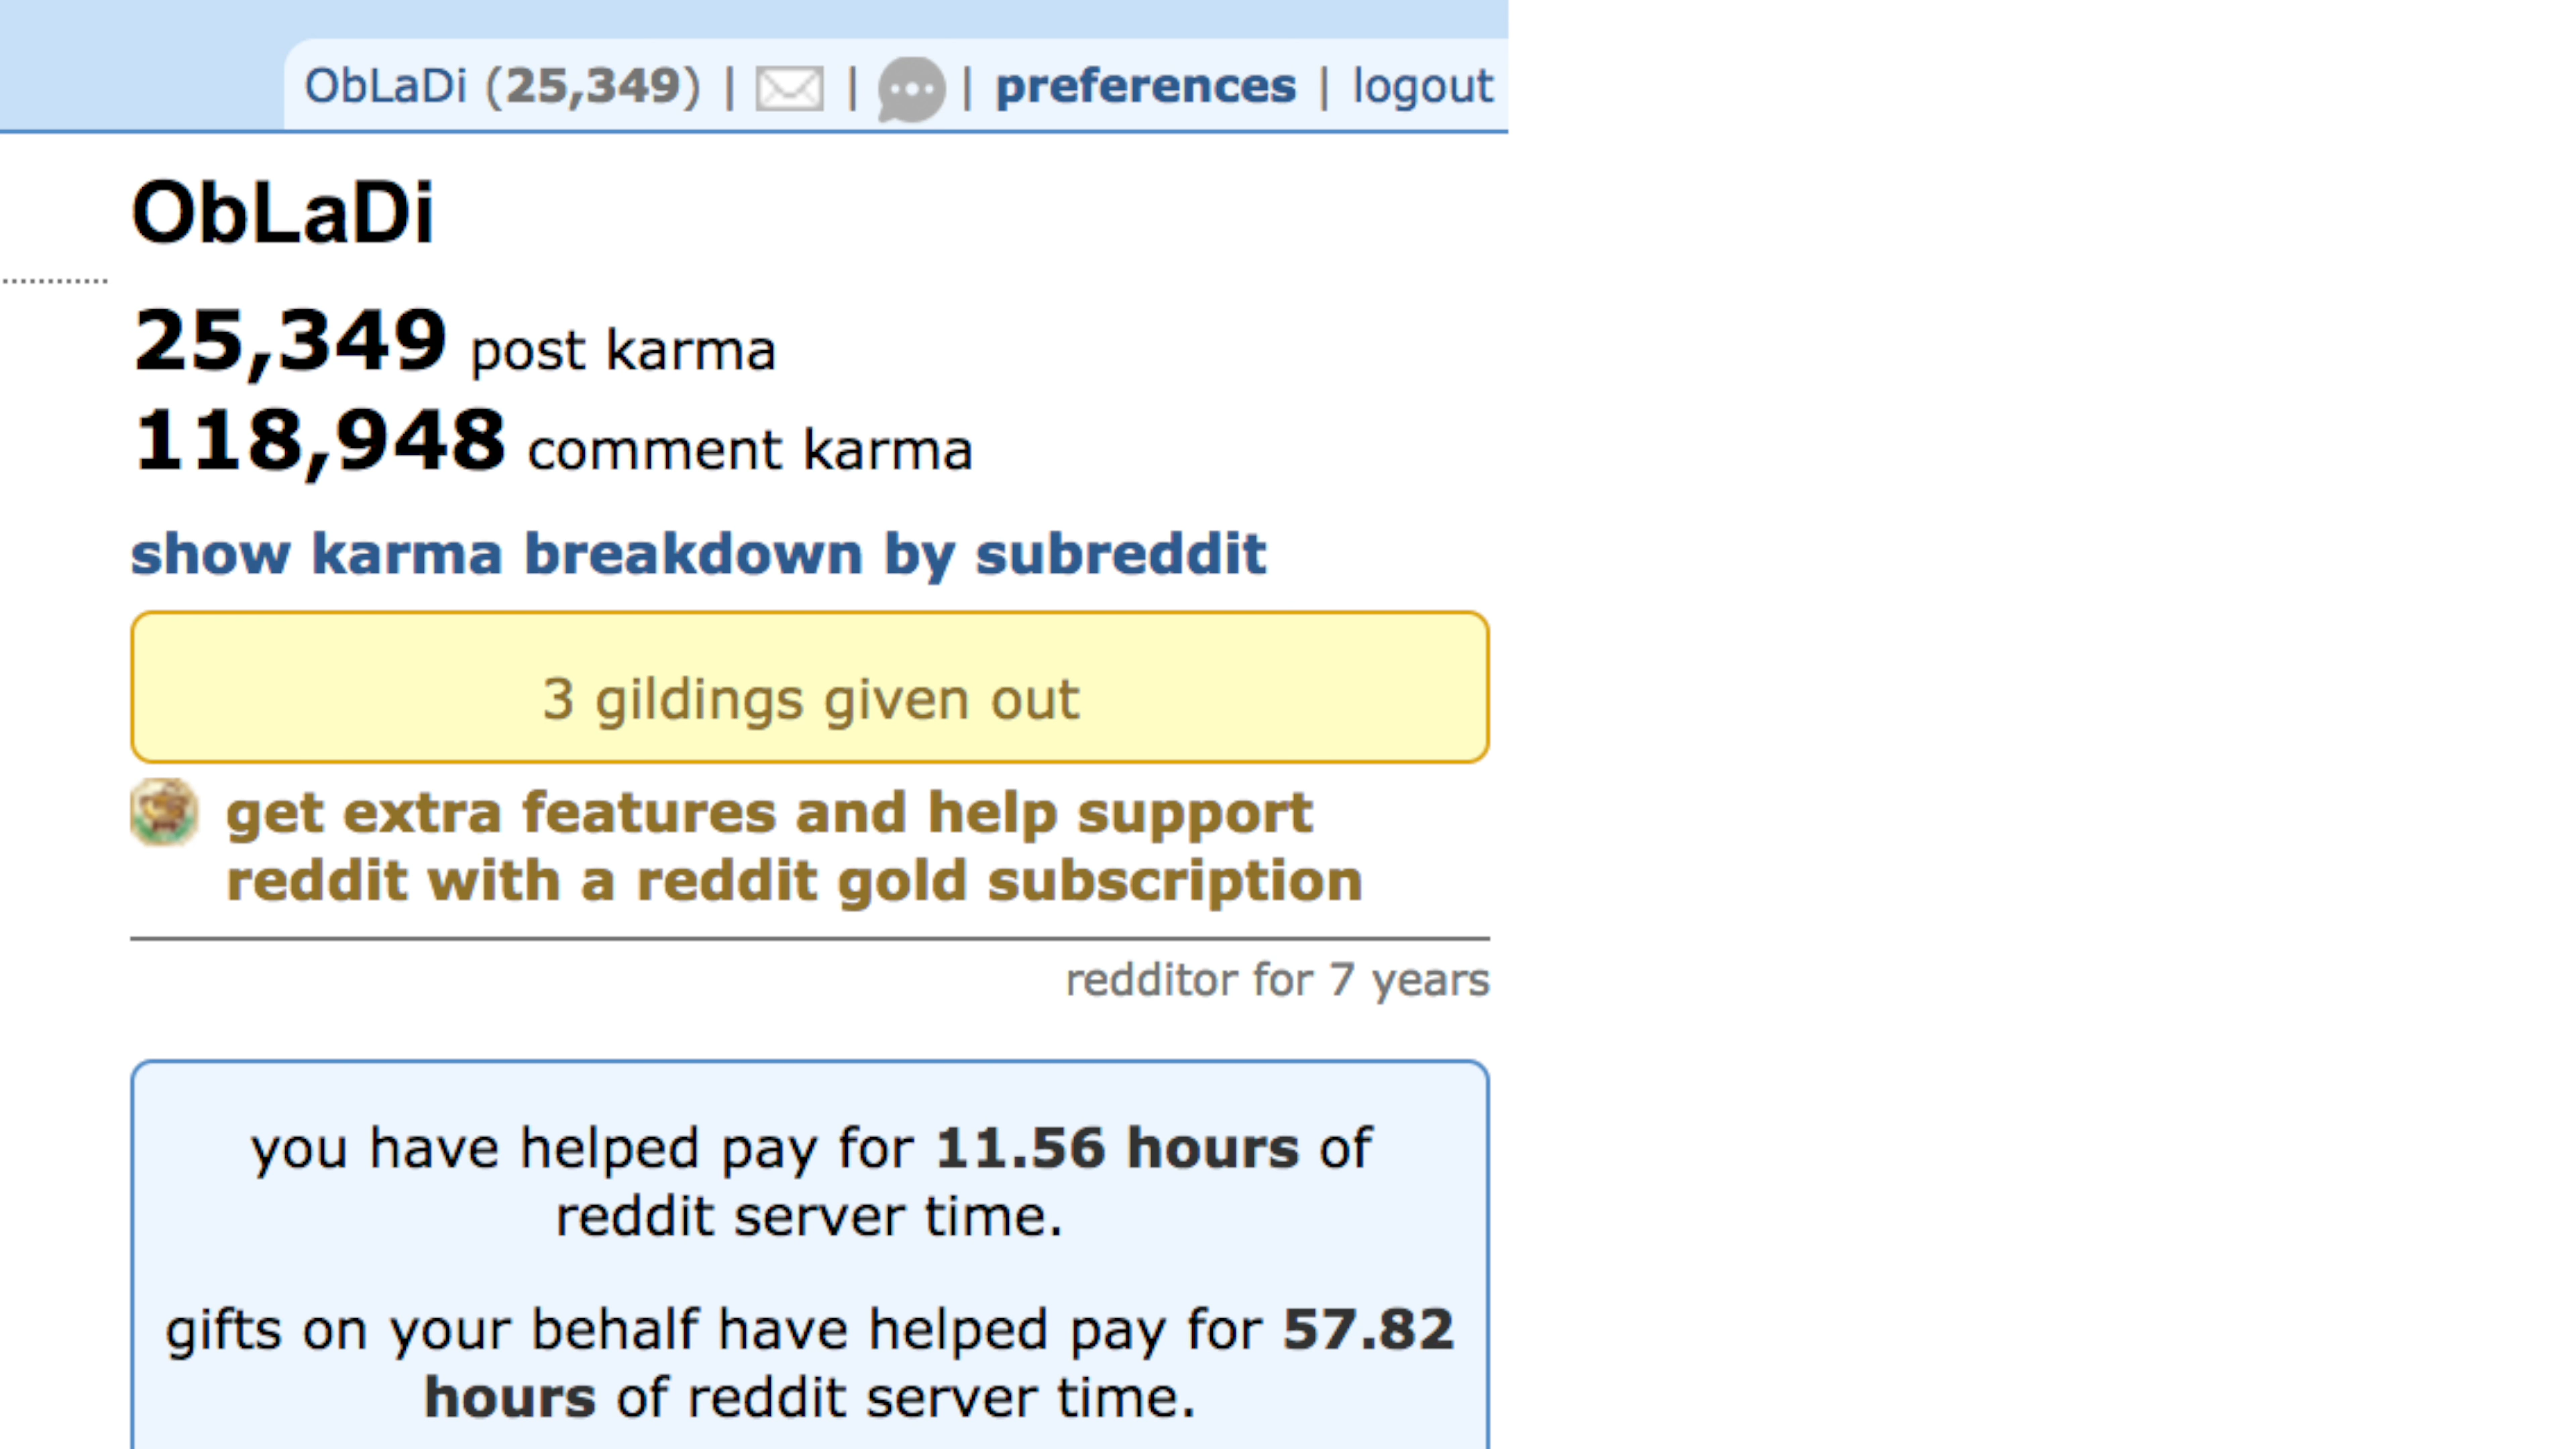 ObLaDi (25,349) | | | preferences | logout
ObLaDi
25,349 post karma
118,948 comment karma
show karma breakdown by subreddit
3 gildings given out
get extra features and help support
reddit with a reddit gold subscription
redditor for 7 years
you have helped pay for 11.56 hours of
reddit server time.
gifts on your behalf have helped pay for 57.82
hours of reddit server time.